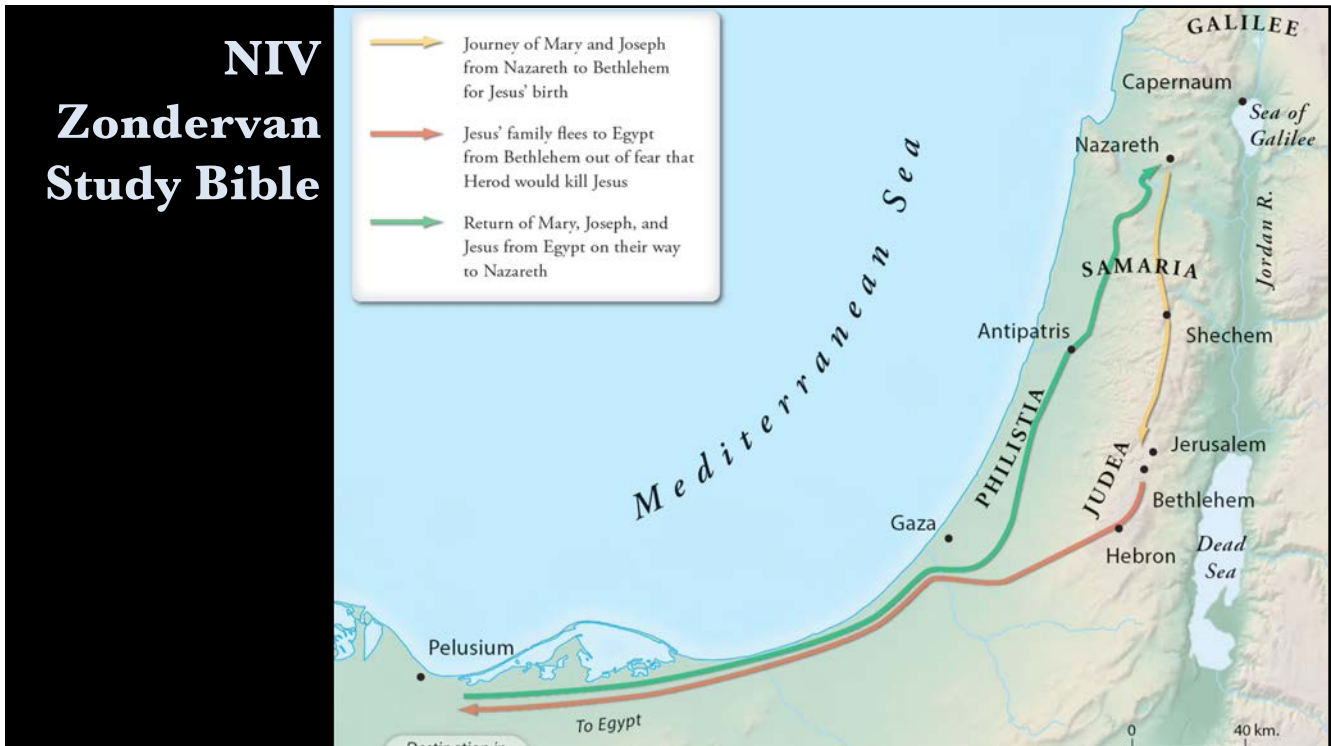 NIV
Zondervan
Study Bible
Journey of Mary and Joseph
from Nazareth to Bethlehem
for Jesus’ birth
Jesus’ family flees to Egypt
from Bethlehem out of fear that
Herod would kill Jesus
Return of Mary, Joseph, and
Jesus from Egypt on their way
to Nazareth
GALILEE
Capernaum
Sea of
Galilee
Nazareth
Jordan R.
Mediterranean Sea
SAMARIA
Antipatris
Shechem
PHILISTIA
JUDEA
Jerusalem
Bethlehem
Gaza
Hebron
Dead
Sea
Pelusium
To Egypt
0 40 km.